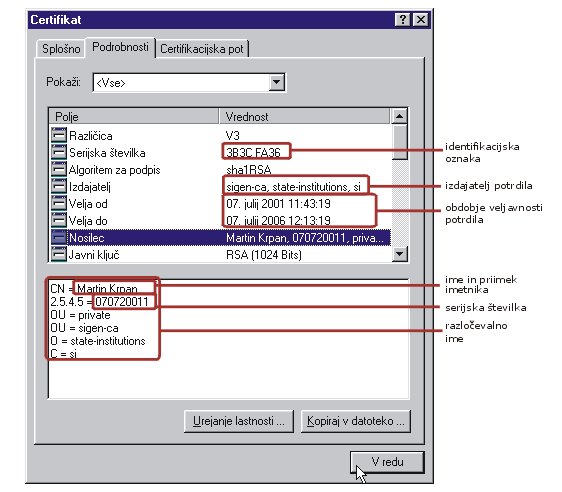 Certifikat
Splošno Podrobnosti Certifikacijska pot
Pokaži: <Vse>
Polje Vrednost
Različica V3
Serijska številka 3B3C FA36
Algoritem za podpis sha1RSA
Izdajatelj sigen-ca, state-institutions, si
Velja od 07. julij 2001 11:43:19
Velja do 07. julij 2006 12:13:19
Nosilec Martin Krpan, 070720011, priva...
Javni ključ RSA (1024 Bits)
CN = Martin Krpan
2.5.4.5 = 070720011
OU = private
OU = sigen-ca
O = state-institutions
C = si
Urejanje lastnosti ... Kopiraj v datoteko ...
V redu
identifikacijska
oznaka
izdajatelj potrdila
obdobje veljavnosti
potrdila
ime in priimek
imetnika
serijska številka
razločevalno
ime